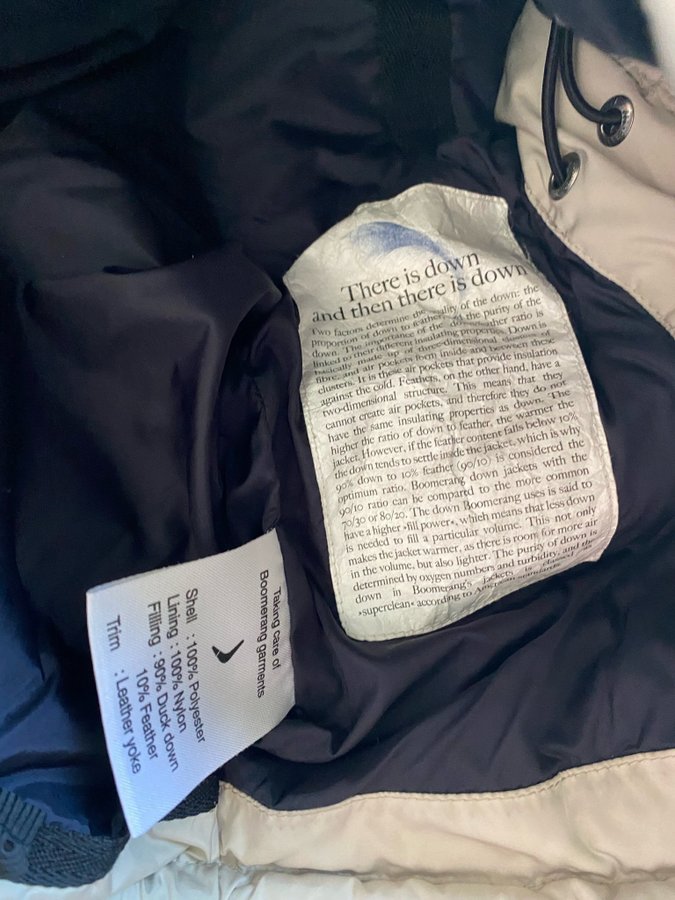 There is down
and then there is down
Two factors determine the quality of the down: the
proportion of down to feather, and the purity of the
down. The importance of the down-feather ratio is
linked to their different insulating properties. Down is
basically made up of three-dimensional clusters of
fibre, and air pockets form inside and between these
clusters. It is these air pockets that provide insulation
against the cold. Feathers, on the other hand, have a
two-dimensional structure. This means that they
cannot create air pockets, and therefore they do not
have the same insulating properties as down. The
higher the ratio of down to feather, the warmer the
jacket. However, if the feather content falls below 10%
the down tends to settle inside the jacket, which is why
90% down to 10% feather (90/10) is considered the
optimum ratio. Boomerang down jackets with the
90/10 ratio can be compared to the more common
70/30 or 80/20. The down Boomerang uses is said to
have a higher »fill power«, which means that less down
is needed to fill a particular volume. This not only
makes the jacket warmer, as there is room for more air
in the volume, but also lighter. The purity of down is
determined by oxygen numbers and turbidity, and the
down in Boomerang's jackets is
»superclean« according to American
Taking care of
Boomerang garments
Shell : 100% Polyester
Lining : 100% Nylon
Filling : 90% Duck down
10% Feather
Trim : Leather yoke